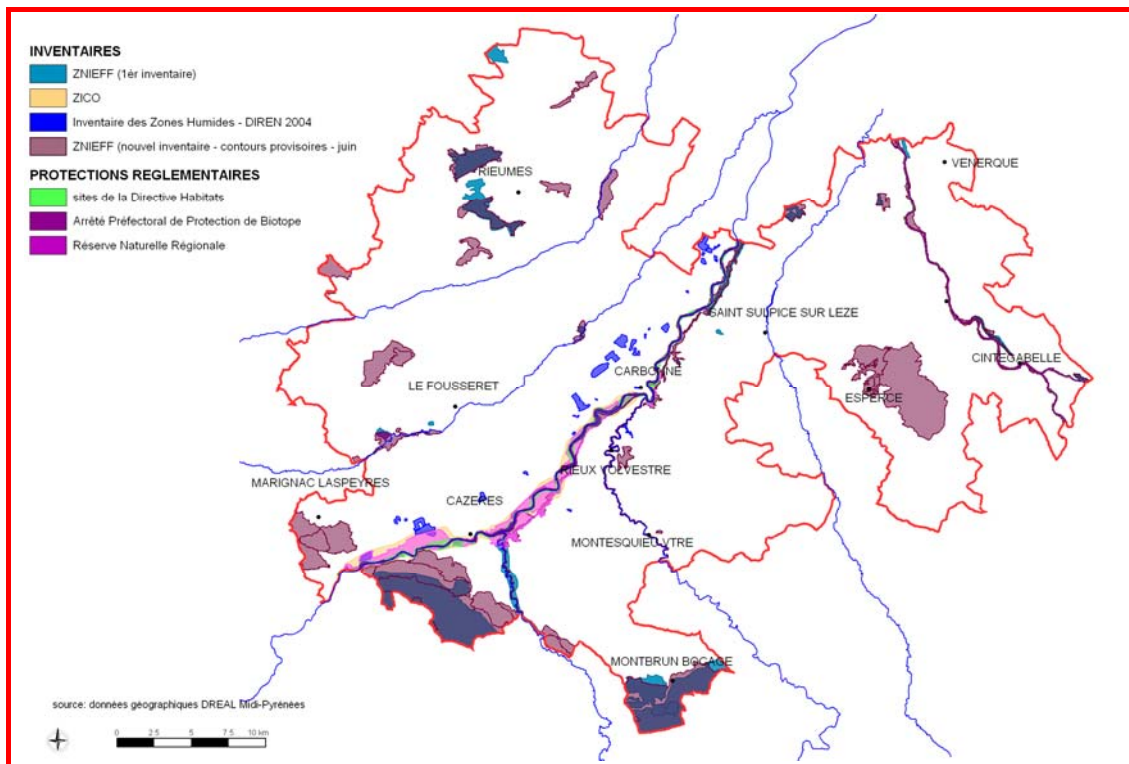 INVENTAIRES
ZNIEFF (1ér inventaire)
ZICO
Inventaire des Zones Humides - DIREN 2004
ZNIEFF (nouvel inventaire - contours provisoires - juin
PROTECTIONS REGLEMENTAIRES
sites de la Directive Habitats
Arrêté Préfectoral de Protection de Biotope
Réserve Naturelle Régionale
VENERQUE
RIEUMES
SAINT SULPICE SUR LEZE
CINTEGABELLE
CARBONNE
LE FOUSSERET
ESPERCE
RIEUX VOLVESTRE
MARIGNAC LASPEYRES
CAZERES
MONTESQUIEU VTRE
MONTBRUN BOCAGE
source: données géographiques DREAL Midi-Pyrénées
0 2.5 5 7.5 10 km